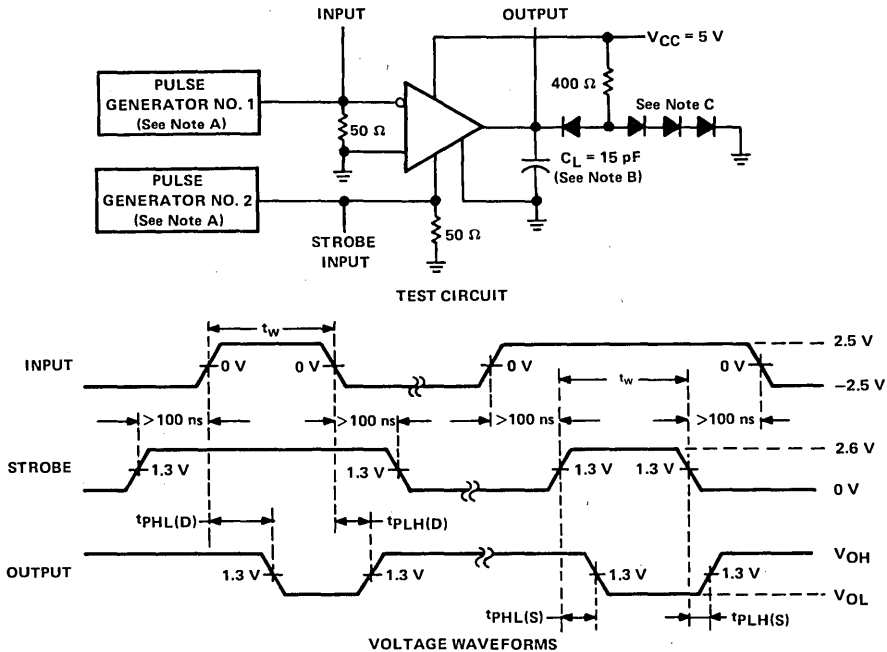 INPUT
OUTPUT
VCC = 5 V
PULSE
GENERATOR NO. 1
(See Note A)
400 Ω
See Note C
50 Ω
CL = 15 pF
(See Note B)
PULSE
GENERATOR NO. 2
(See Note A)
STROBE
INPUT
50 Ω
TEST CIRCUIT
tw
2.5 V
INPUT
0 V
0 V
0 V
0 V
tw
−2.5 V
>100 ns
>100 ns
>100 ns
>100 ns
2.6 V
STROBE
1.3 V
1.3 V
1.3 V
1.3 V
0 V
tPHL(D)
tPLH(D)
VOH
OUTPUT
1.3 V
1.3 V
1.3 V
1.3 V
VOL
tPHL(S)
tPLH(S)
VOLTAGE WAVEFORMS